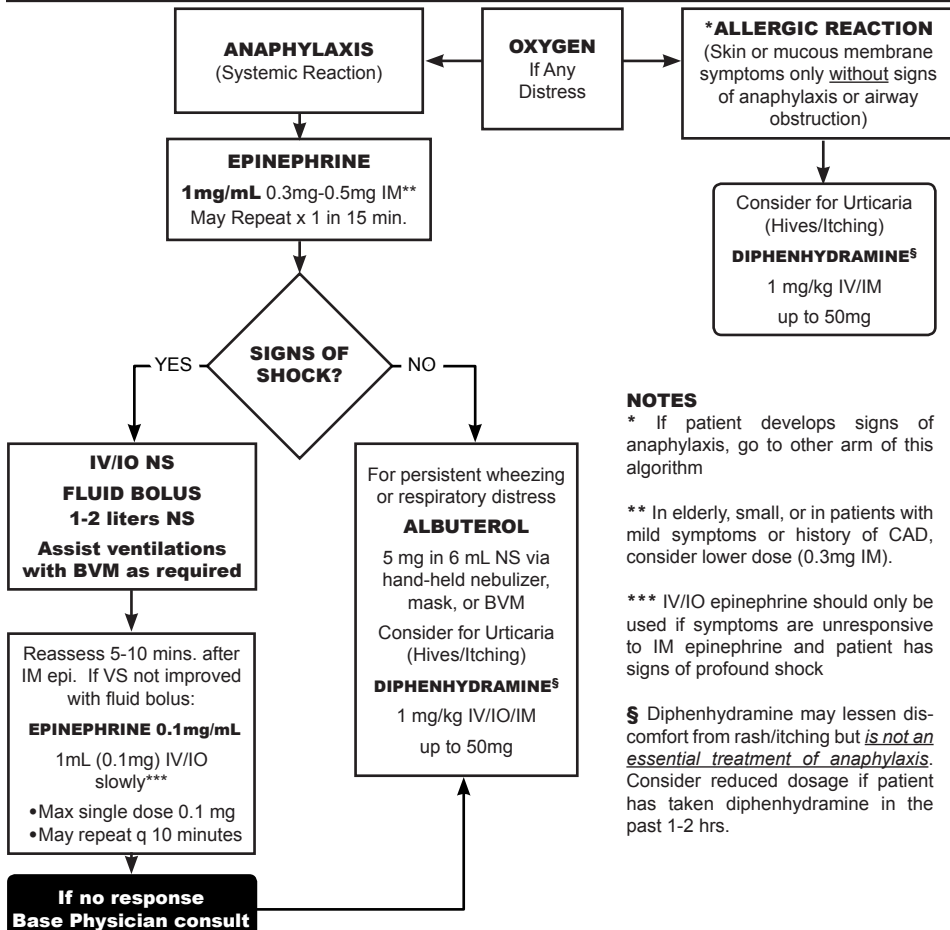 ANAPHYLAXIS
(Systemic Reaction)
OXYGEN
If Any
Distress
*ALLERGIC REACTION
(Skin or mucous membrane
symptoms only without signs
of anaphylaxis or airway
obstruction)
EPINEPHRINE
1mg/mL 0.3mg-0.5mg IM**
May Repeat x 1 in 15 min.
Consider for Urticaria
(Hives/Itching)
DIPHENHYDRAMINE§
1 mg/kg IV/IM
up to 50mg
SIGNS OF
SHOCK?
YES
NO
IV/IO NS
FLUID BOLUS
1-2 liters NS
Assist ventilations
with BVM as required
Reassess 5-10 mins. after
IM epi. If VS not improved
with fluid bolus:
EPINEPHRINE 0.1mg/mL
1mL (0.1mg) IV/IO
slowly***
•Max single dose 0.1 mg
•May repeat q 10 minutes
If no response
Base Physician consult
For persistent wheezing
or respiratory distress
ALBUTEROL
5 mg in 6 mL NS via
hand-held nebulizer,
mask, or BVM
Consider for Urticaria
(Hives/Itching)
DIPHENHYDRAMINE§
1 mg/kg IV/IO/IM
up to 50mg
NOTES
* If patient develops signs of
anaphylaxis, go to other arm of this
algorithm
** In elderly, small, or in patients with
mild symptoms or history of CAD,
consider lower dose (0.3mg IM).
*** IV/IO epinephrine should only be
used if symptoms are unresponsive
to IM epinephrine and patient has
signs of profound shock
§ Diphenhydramine may lessen dis-
comfort from rash/itching but is not an
essential treatment of anaphylaxis.
Consider reduced dosage if patient
has taken diphenhydramine in the
past 1-2 hrs.